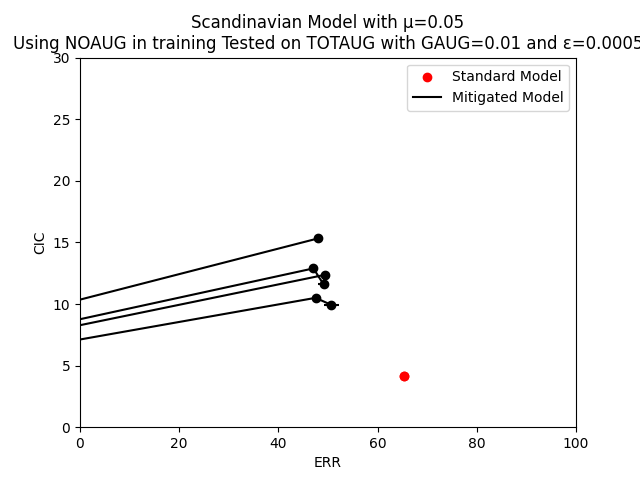 Scandinavian Model with μ=0.05
Using NOAUG in training Tested on TOTAUG with GAUG=0.01 and ε=0.0005
Standard Model
Mitigated Model
30
25
20
15
10
5
0
CIC
0 20 40 60 80 100
ERR